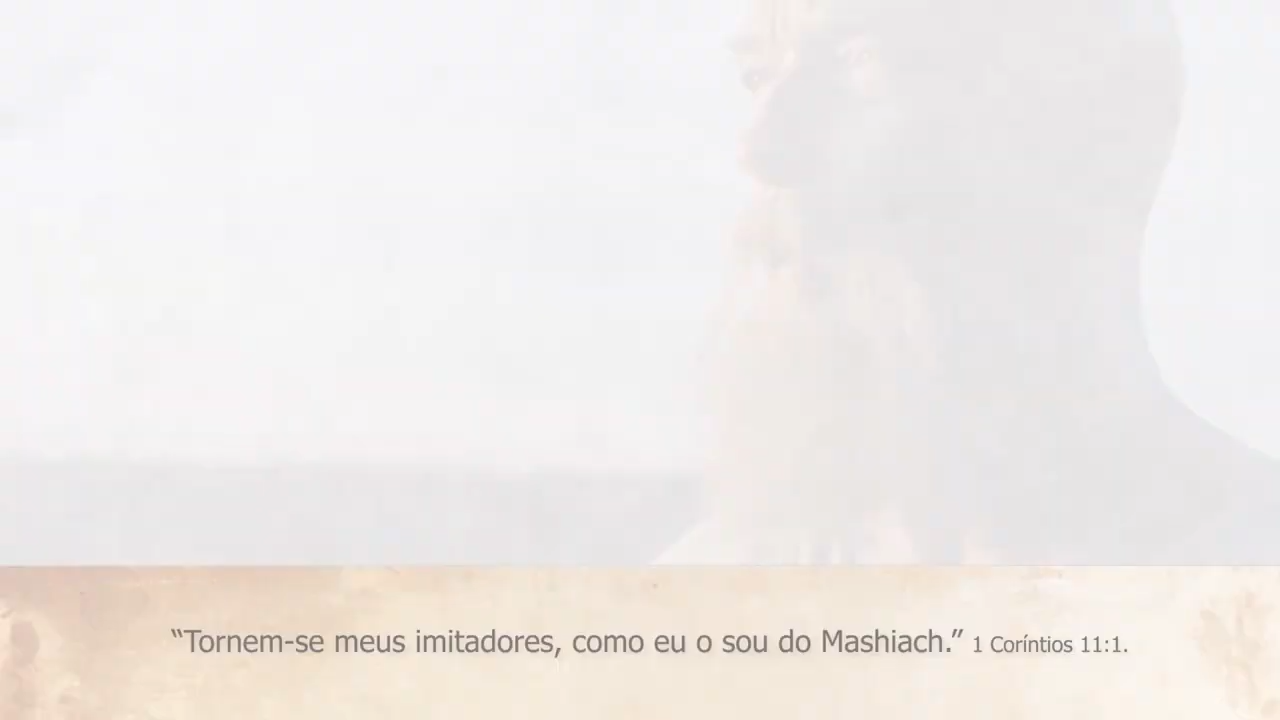 “Tornem-se meus imitadores, como eu o sou do Mashiach.” 1 Coríntios 11:1.